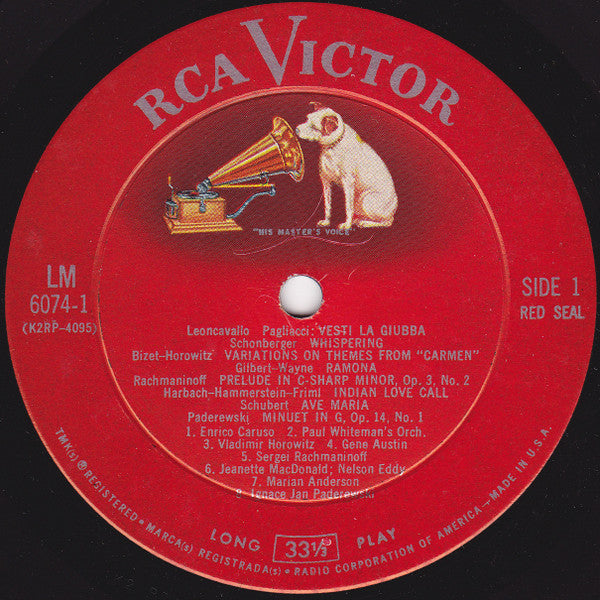 RCA VICTOR
"HIS MASTER'S VOICE"
LM
6074-1
(K2RP-4095)
SIDE 1
RED SEAL
Leoncavallo Pagliacci: VESTI LA GIUBBA
Schonberger WHISPERING
Bizet-Horowitz VARIATIONS ON THEMES FROM "CARMEN"
Gilbert-Wayne RAMONA
Rachmaninoff PRELUDE IN C-SHARP MINOR, Op. 3, No. 2
Harbach-Hammerstein-Friml INDIAN LOVE CALL
Schubert AVE MARIA
Paderewski MINUET IN G, Op. 14, No. 1
1. Enrico Caruso 2. Paul Whiteman's Orch.
3. Vladimir Horowitz 4. Gene Austin
5. Sergei Rachmaninoff
6. Jeanette MacDonald; Nelson Eddy
7. Marian Anderson
8. Ignace Jan Paderewski
LONG 33⅓ PLAY
TMK(s) ® REGISTERED • MARCA(s) REGISTRADA(s) • RADIO CORPORATION OF AMERICA—MADE IN U.S.A.